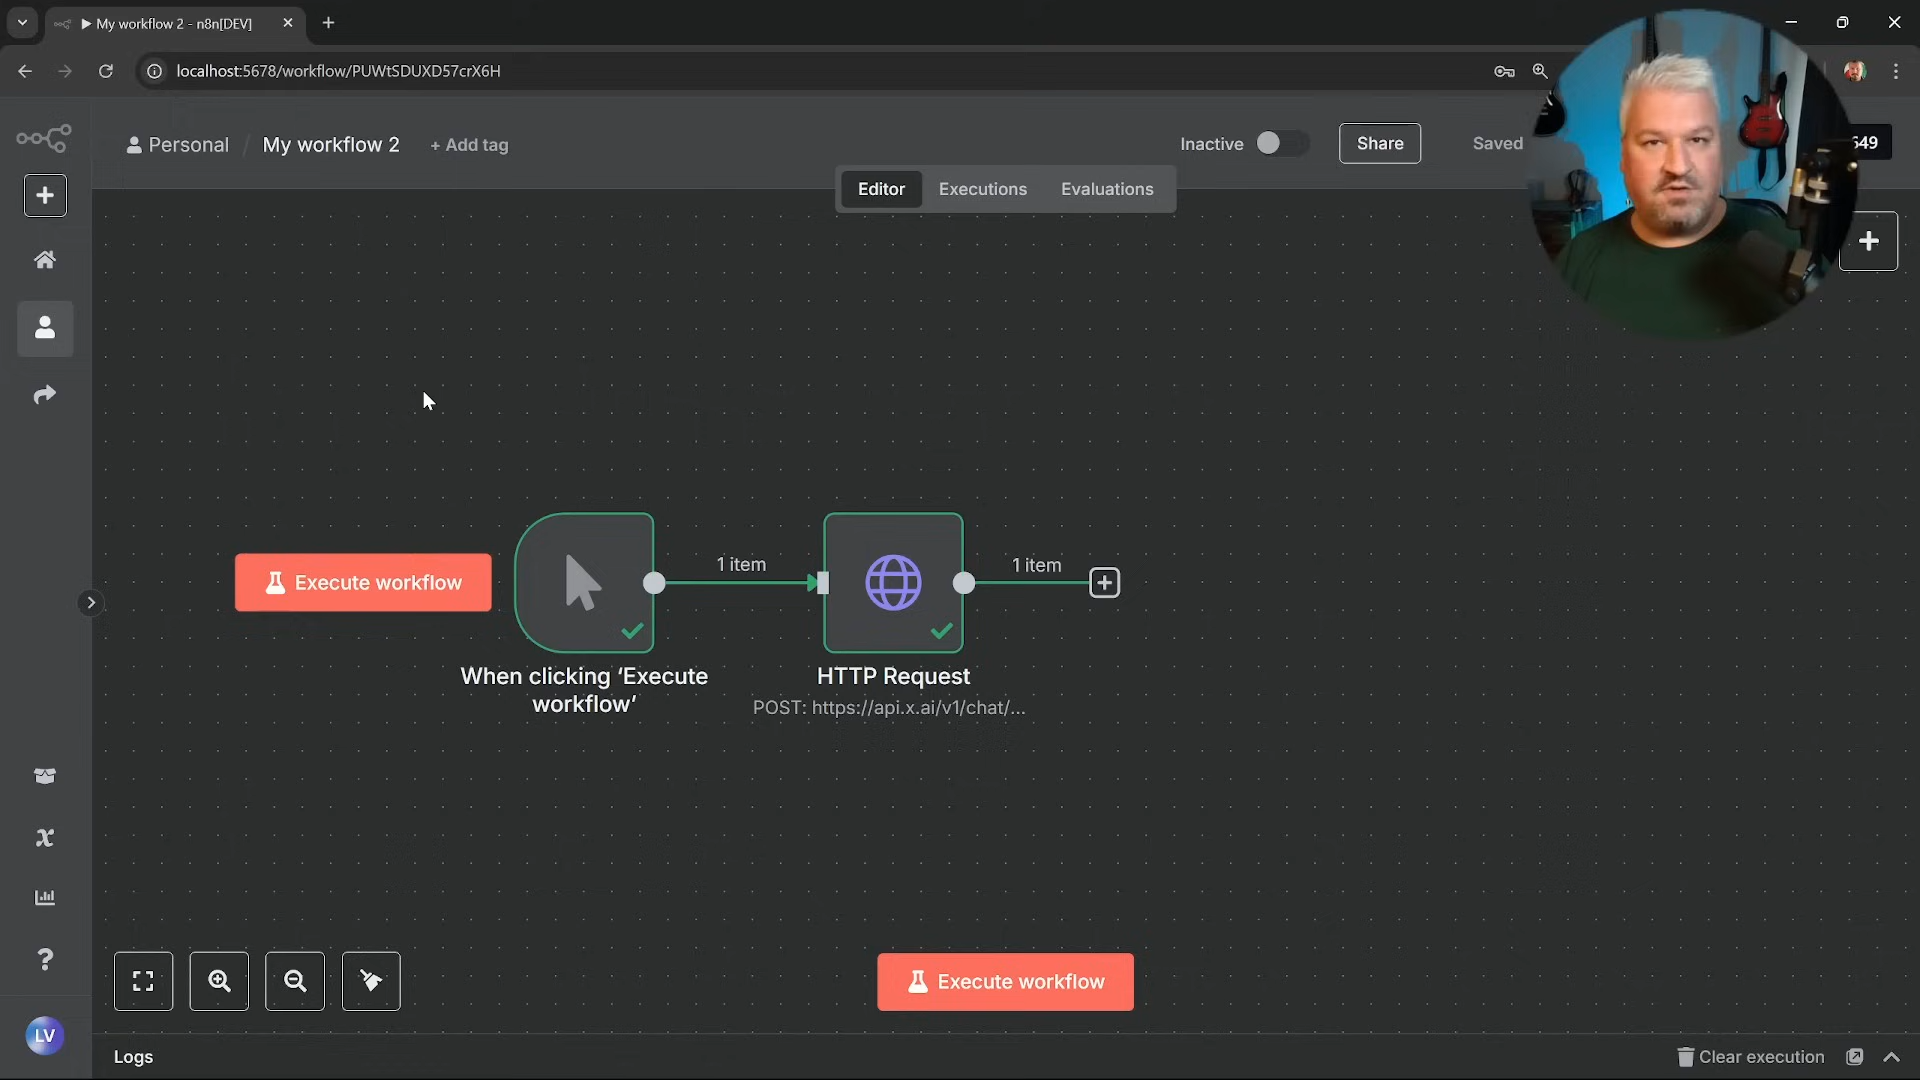 My workflow 2 - n8n[DEV]
localhost:5678/workflow/PUWtSDUXD57crX6H
Personal / My workflow 2 + Add tag
Inactive
Share
Saved
649
Editor Executions Evaluations
Execute workflow
1 item
1 item
When clicking ‘Execute
workflow’
HTTP Request
POST: https://api.x.ai/v1/chat/...
Execute workflow
LV
Logs
Clear execution